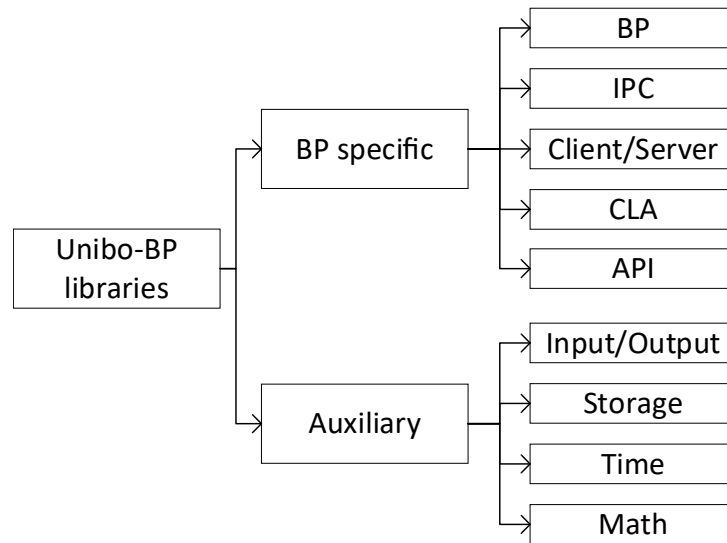 Unibo-BP
libraries
BP specific
BP
IPC
Client/Server
CLA
API
Auxiliary
Input/Output
Storage
Time
Math